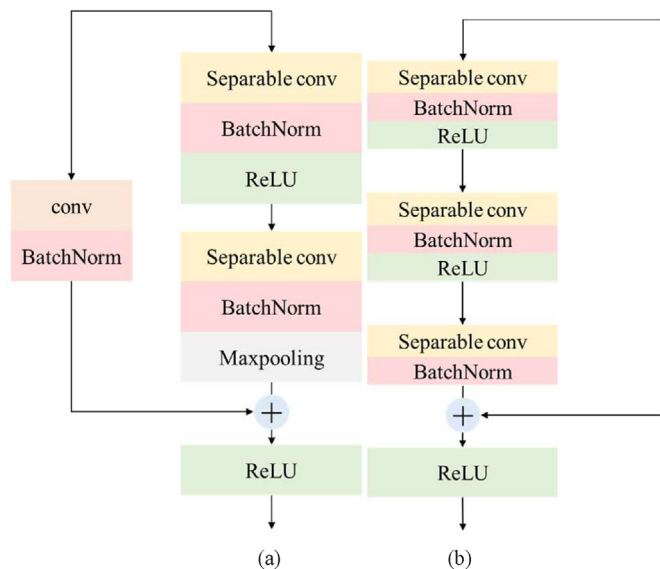 conv
BatchNorm
Separable conv
BatchNorm
ReLU
Separable conv
BatchNorm
Maxpooling
+
ReLU
(a)
Separable conv
BatchNorm
ReLU
Separable conv
BatchNorm
ReLU
Separable conv
BatchNorm
+
ReLU
(b)